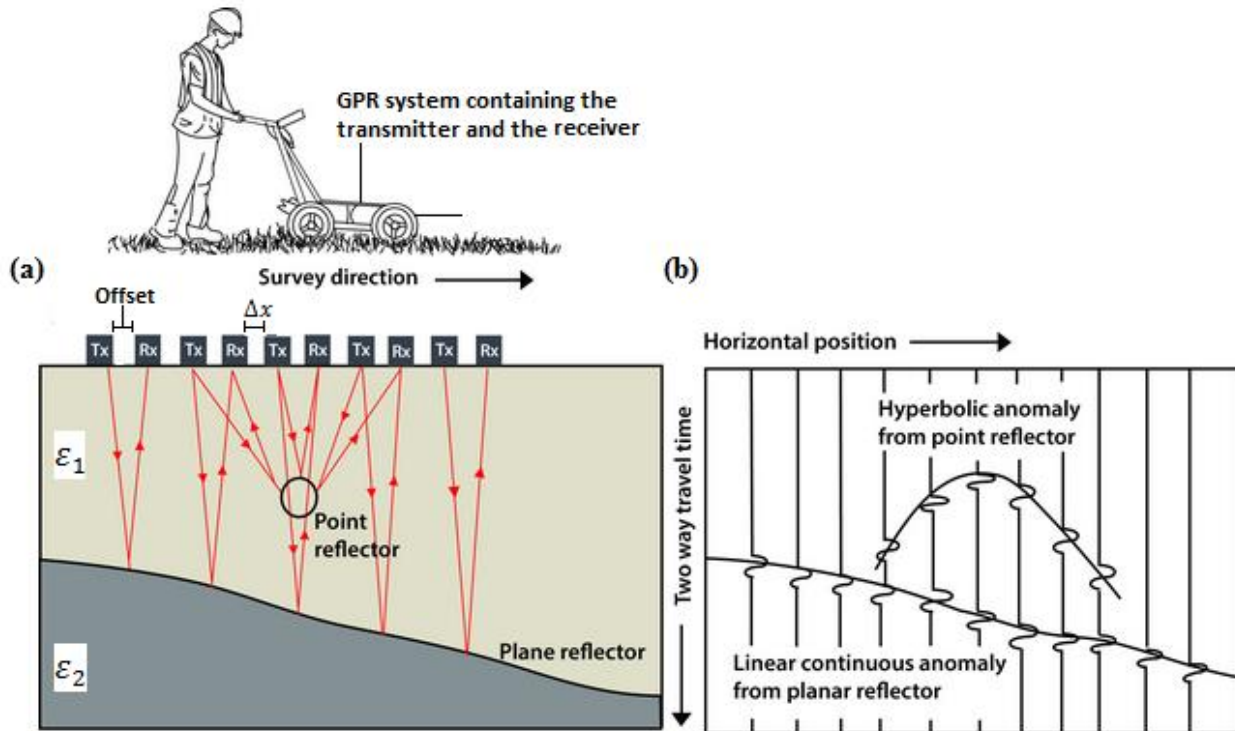 GPR system containing the
transmitter and the receiver
(a)
Survey direction
(b)
Offset
Δx
Tx Rx Tx Rx Tx Rx Tx Rx Tx Rx
ε1
Point
reflector
Plane reflector
ε2
Horizontal position
Two way travel time
Hyperbolic anomaly
from point reflector
Linear continuous anomaly
from planar reflector